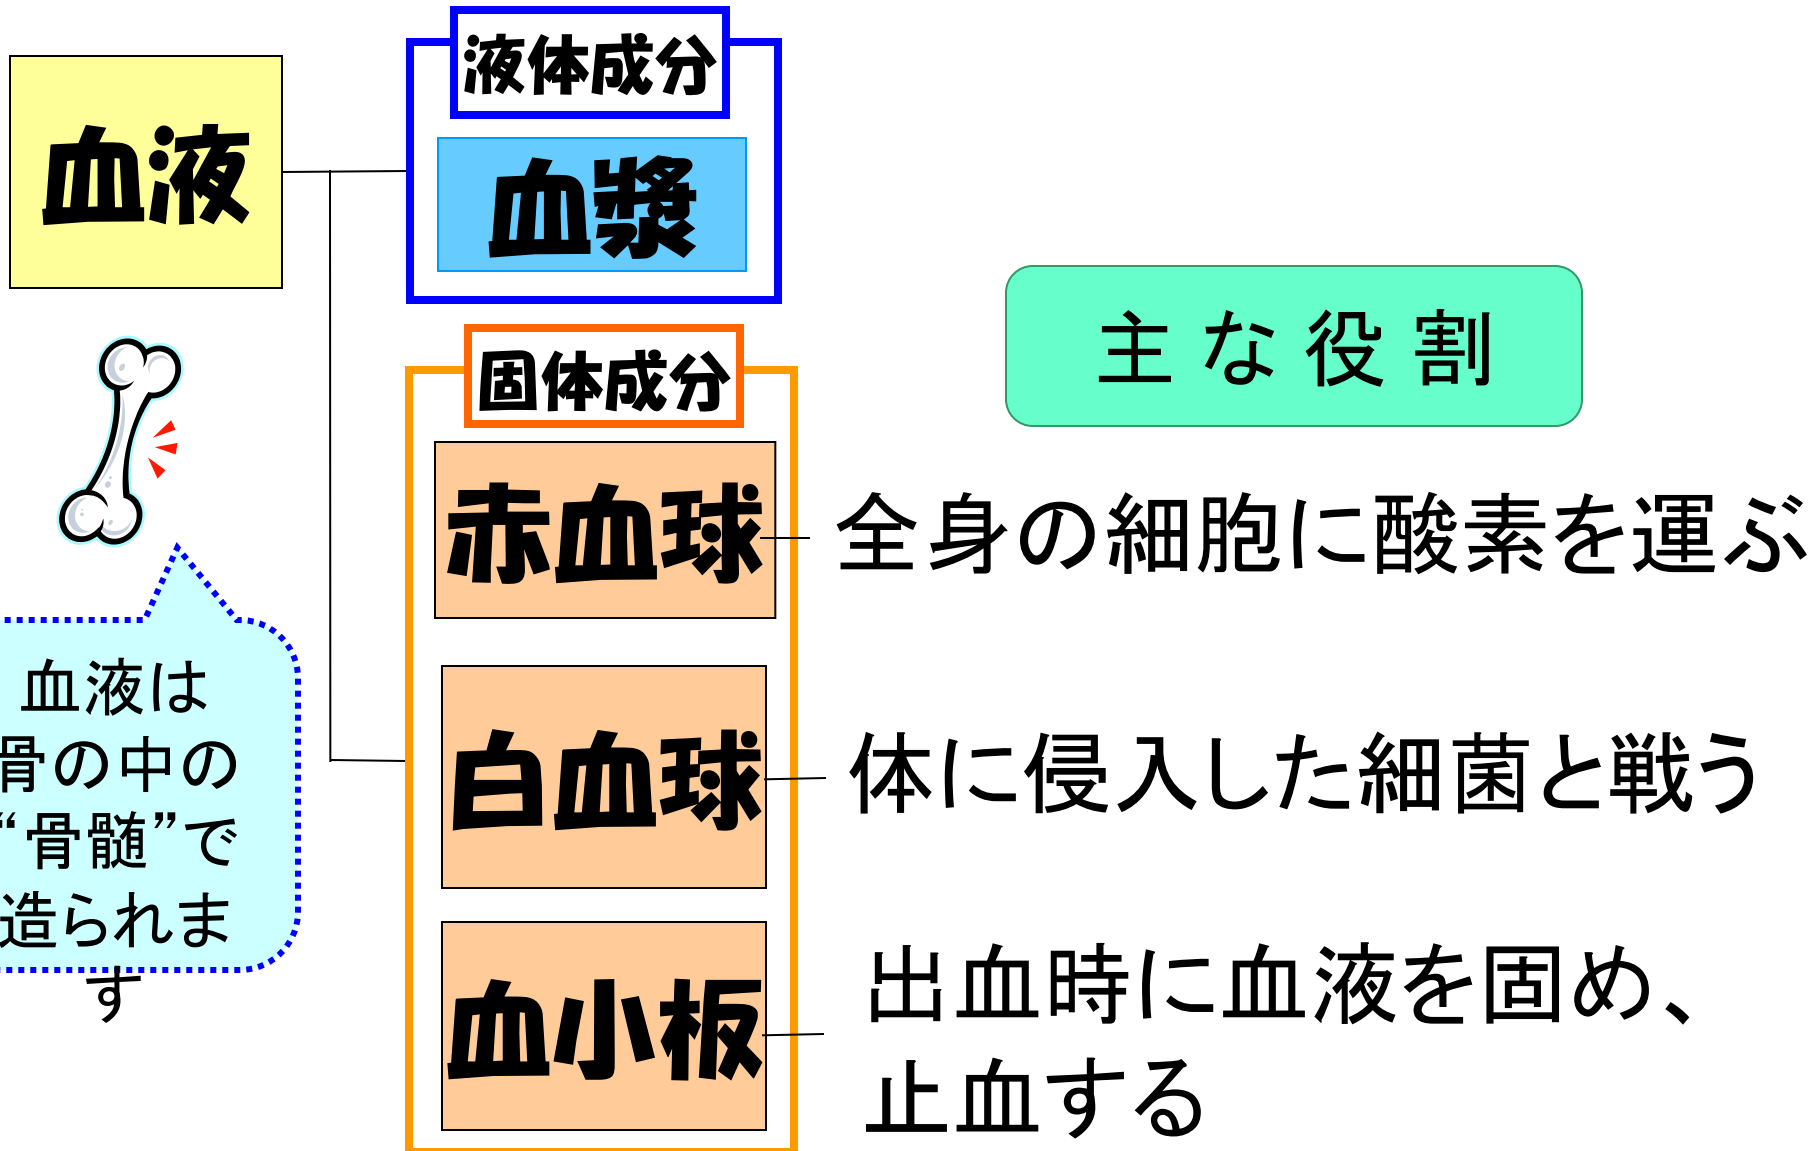 血液
液体成分
血漿
固体成分
主な役割
赤血球
全身の細胞に酸素を運ぶ
白血球
体に侵入した細菌と戦う
血小板
出血時に血液を固め、
止血する
血液は
骨の中の
“骨髄”で
造られま
す